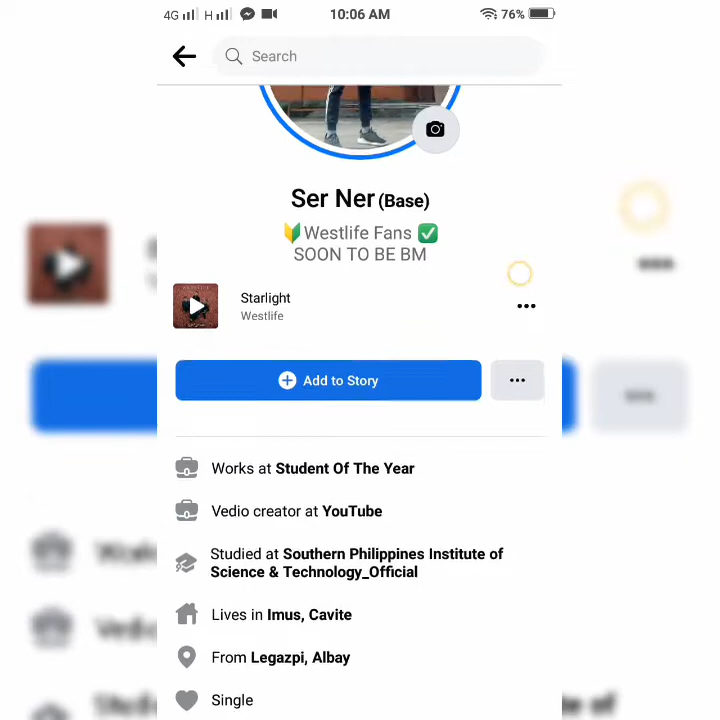 4G H 10:06 AM 76%
Search
Ser Ner (Base)
Westlife Fans
SOON TO BE BM
Starlight
Westlife
Add to Story
Works at Student Of The Year
Vedio creator at YouTube
Studied at Southern Philippines Institute of
Science & Technology_Official
Lives in Imus, Cavite
From Legazpi, Albay
Single